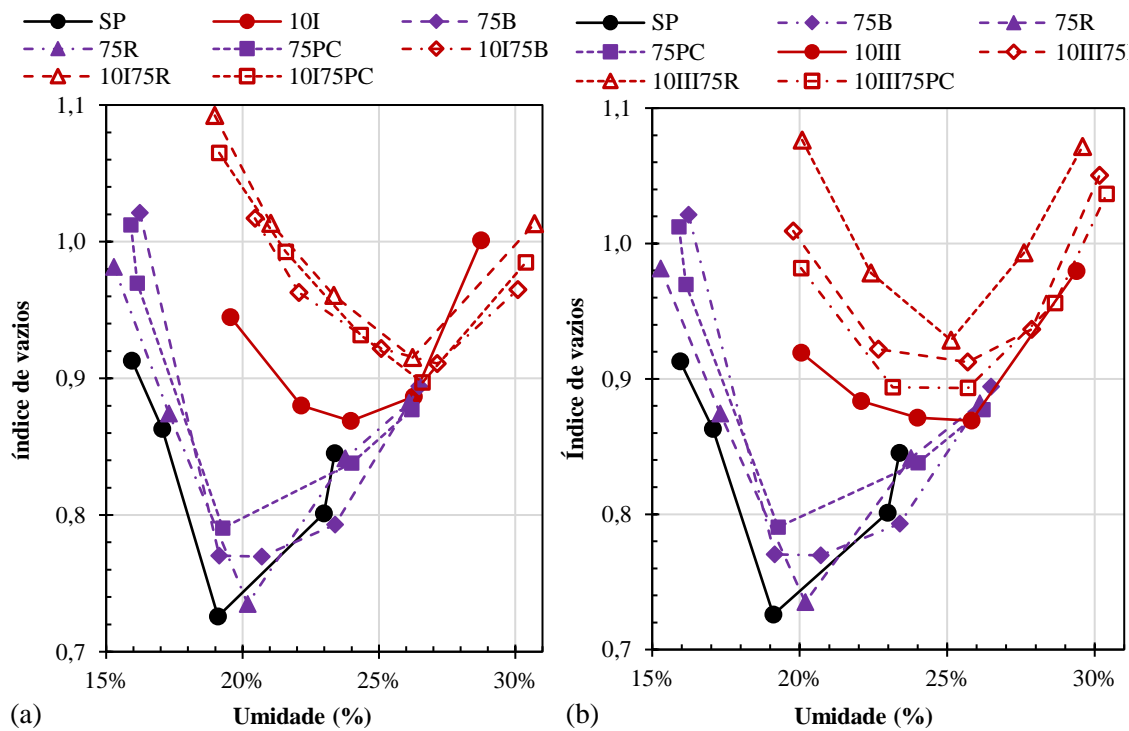 SP 10I 75B
75R 75PC 10I75B
10I75R 10I75PC
1,1
1,0
0,9
0,8
0,7
índice de vazios
15% 20% 25% 30%
Umidade (%)
(a)
SP 75B 75R
75PC 10III 10III75
10III75R 10III75PC
1,1
1,0
0,9
0,8
0,7
Índice de vazios
15% 20% 25% 30%
Umidade (%)
(b)